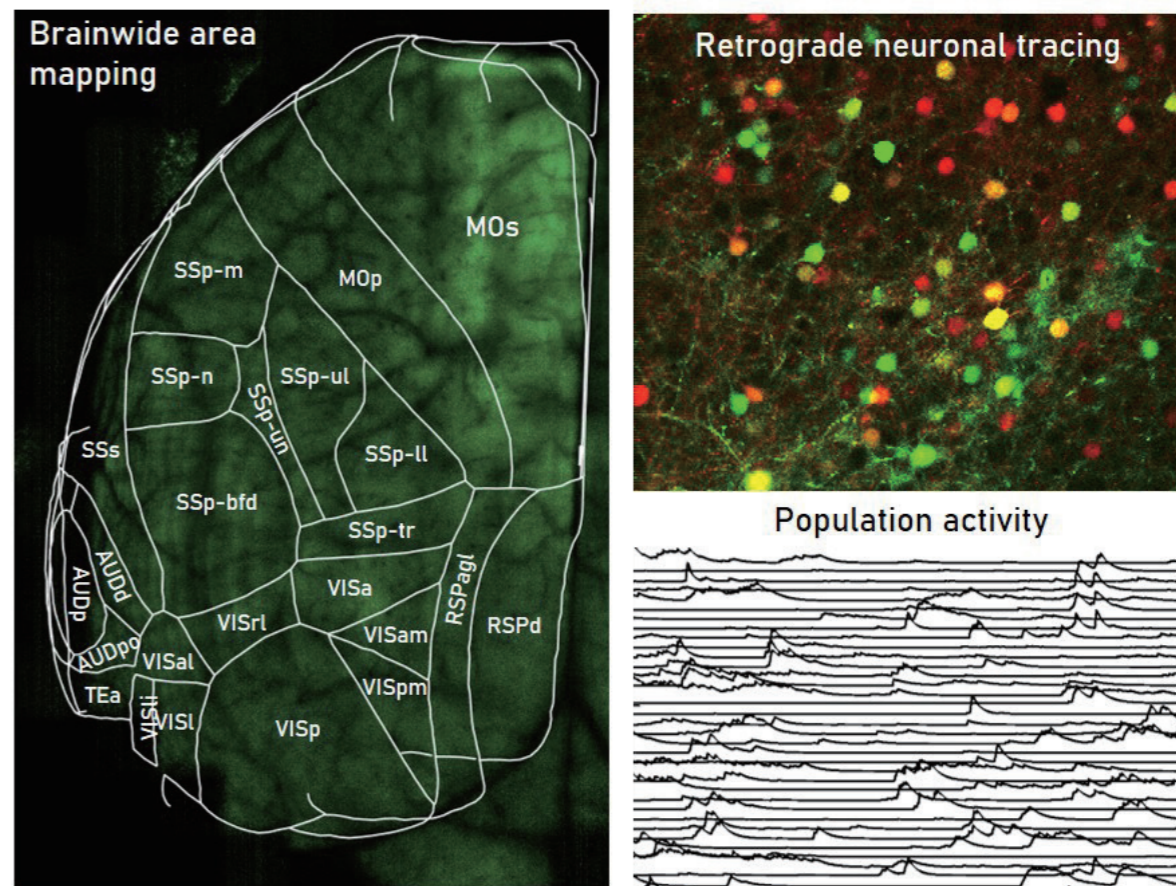 Brainwide area
mapping
Retrograde neuronal tracing
MOs
SSp-m
MOp
SSp-n
SSp-ul
SSp-un
SSs
SSp-ll
SSp-bfd
SSp-tr
AUDd
AUDp
VISa
RSPagl
VISrl
VISam
RSPd
AUDpo
VISal
VISpm
TEa
VISli
VISl
VISp
Population activity